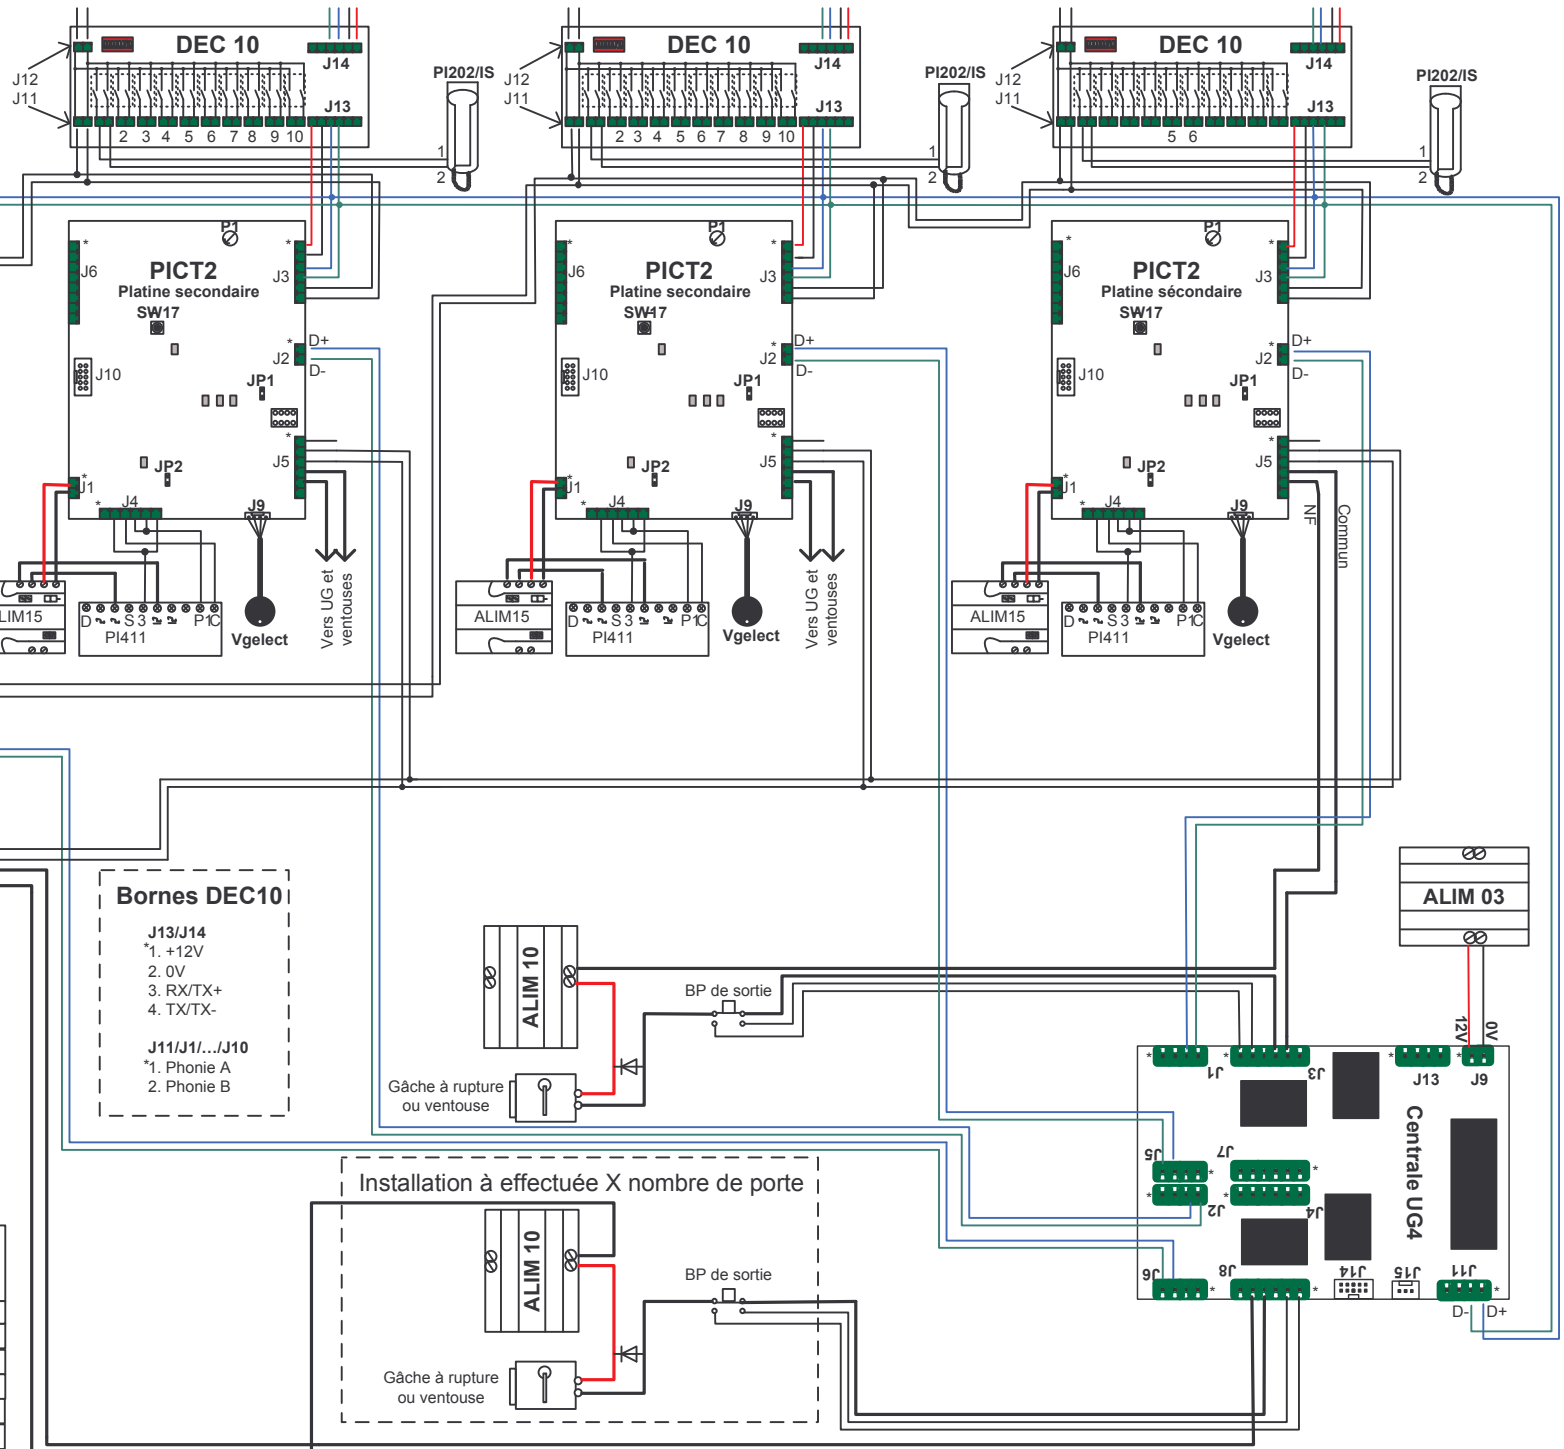 DEC 10
J14
J12
J11
J13
2 3 4 5 6 7 8 9 10
PI202/IS
1
2
DEC 10
J14
J12
J11
J13
2 3 4 5 6 7 8 9 10
PI202/IS
1
2
DEC 10
J14
J12
J11
J13
5 6
PI202/IS
1
2
P1
* *
J6
PICT2
J3
Platine secondaire
SW17
D+
*
J2
D-
J10
JP1
*
J5
JP2
*
J1
J4
*
J9
ALIM15
D S 3 P1C
PI411
Vgelect
Vers UG et
ventouses
P1
* *
J6
PICT2
J3
Platine secondaire
SW17
D+
*
J2
D-
J10
JP1
*
J5
JP2
*
J1
J4
*
J9
ALIM15
D S 3 P1C
PI411
Vgelect
Vers UG et
ventouses
P1
* *
J6
PICT2
J3
Platine sécondaire
SW17
D+
*
J2
D-
J10
JP1
*
J5
JP2
*
J1
J4
*
J9
NF
Commun
ALIM15
D S 3 P1C
PI411
Vgelect
Bornes DEC10
J13/J14
*1. +12V
2. 0V
3. RX/TX+
4. TX/TX-
J11/J1/.../J10
*1. Phonie A
2. Phonie B
ALIM 10
BP de sortie
Gâche à rupture
ou ventouse
ALIM 03
12V
0V
* J1 * J3 * J13 * J9
Centrale UG4
J5 * J7 *
* J2 * J4
J6 * J8 * J14 J15 J11 *
D- D+
Installation à effectuée X nombre de porte
ALIM 10
BP de sortie
Gâche à rupture
ou ventouse